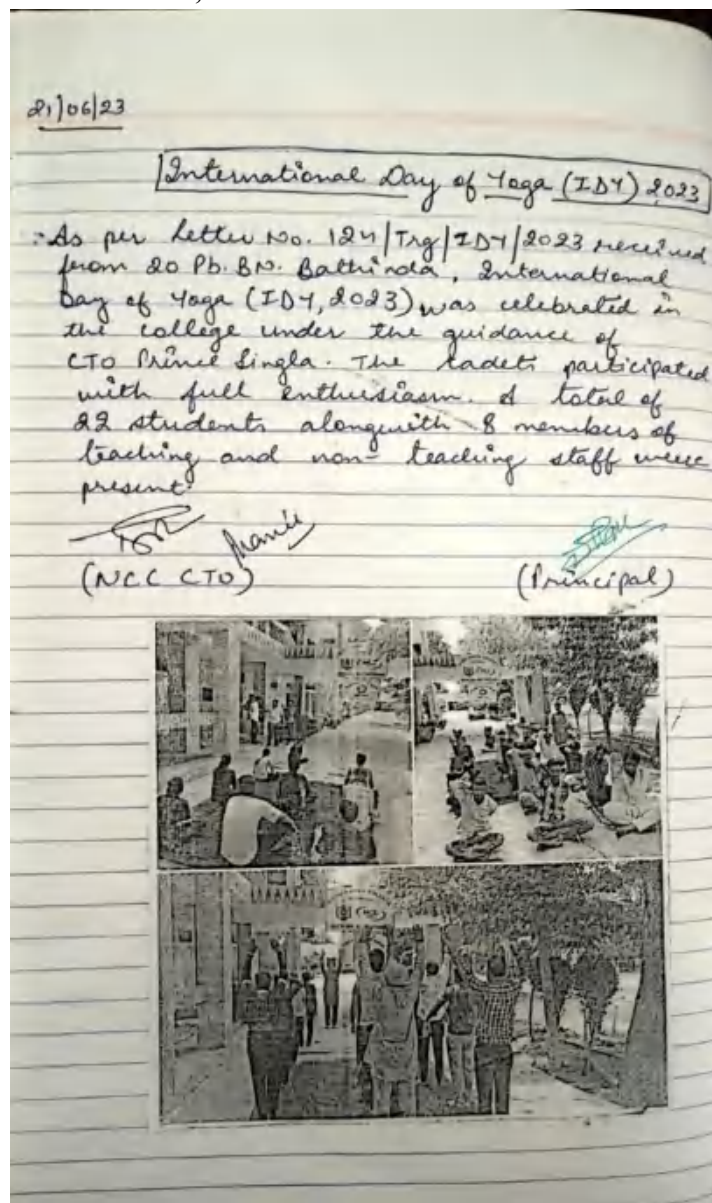 21/06/23
International Day of Yoga (IDY) 2023
:- As per letter No. 124/Trg/IDY/2023 received
from 20 Pb. BN. Bathinda, International
Day of Yoga (IDY, 2023) was celebrated in
the college under the guidance of
CTO Prince Singla. The cadets participated
with full enthusiasm. A total of
22 students alongwith 8 members of
teaching and non- teaching staff were
present.
(NCC CTO) (Principal)